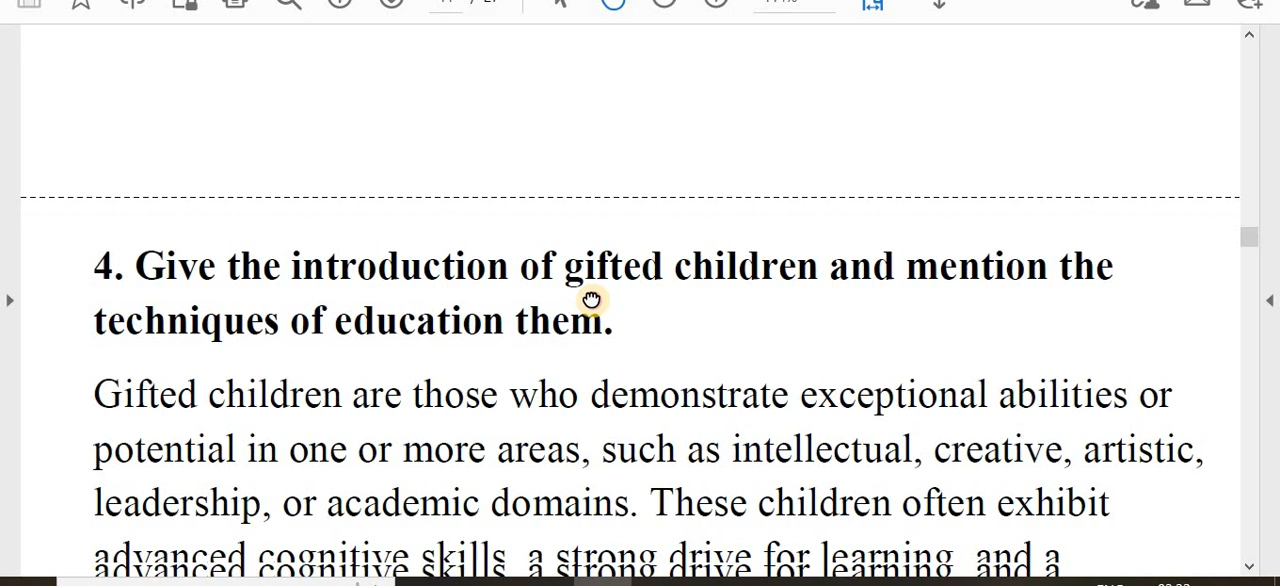 4. Give the introduction of gifted children and mention the
techniques of education them.
Gifted children are those who demonstrate exceptional abilities or
potential in one or more areas, such as intellectual, creative, artistic,
leadership, or academic domains. These children often exhibit
advanced cognitive skills, a strong drive for learning, and a